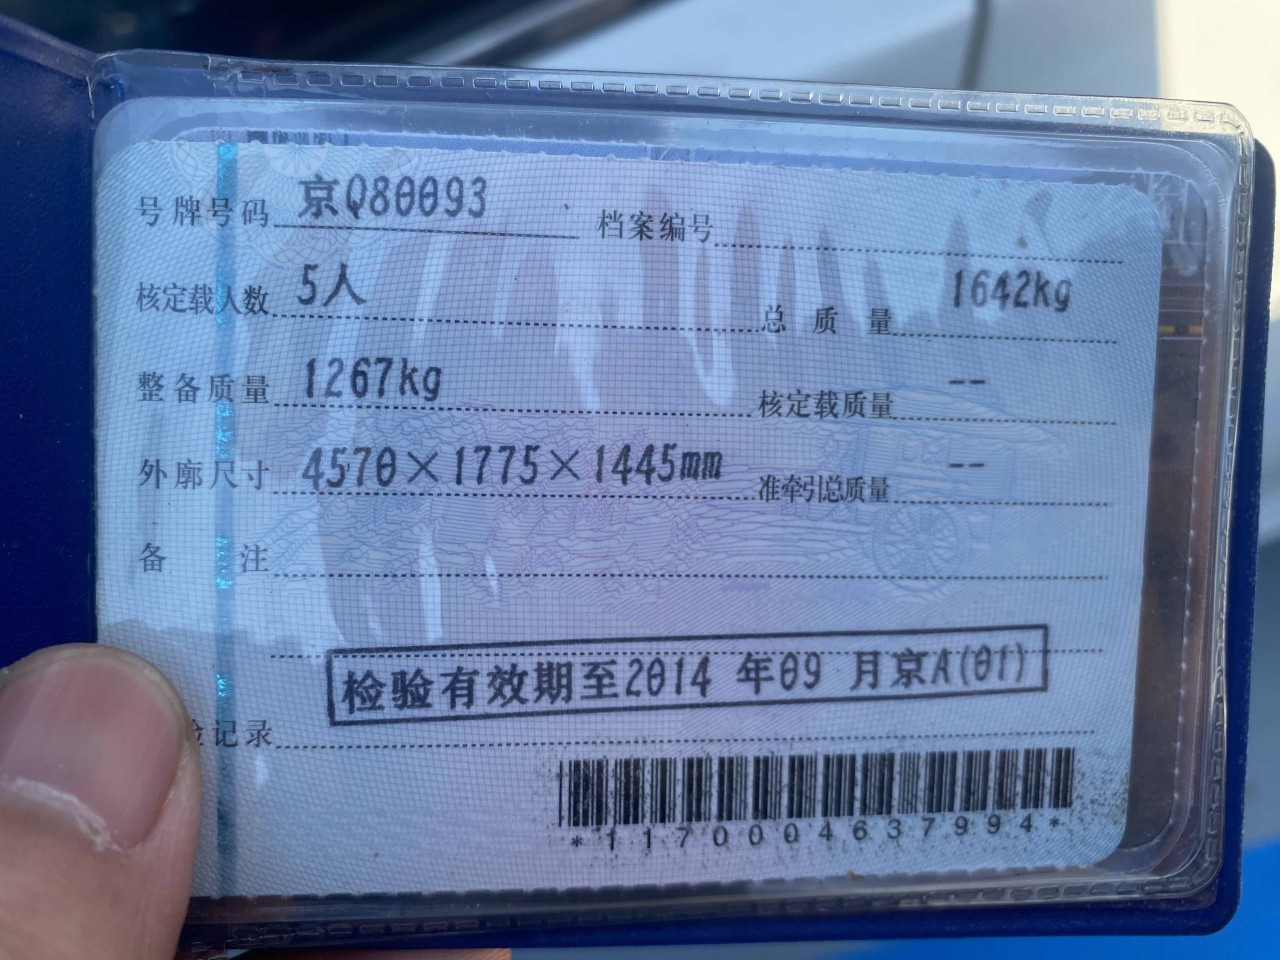 号牌号码 京Q80093 档案编号
核定载人数 5人 总质量 1642kg
整备质量 1267kg 核定载质量 --
外廓尺寸 4570×1775×1445mm 准牵引总质量 --
备注
检验有效期至2014 年09 月京A(01)
记录
*1170004637994*